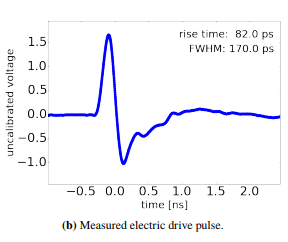 rise time: 82.0 ps
FWHM: 170.0 ps
uncalibrated voltage
1.5
1.0
0.5
0.0
−0.5
−1.0
−0.5 0.0 0.5 1.0 1.5 2.0
time [ns]
(b) Measured electric drive pulse.